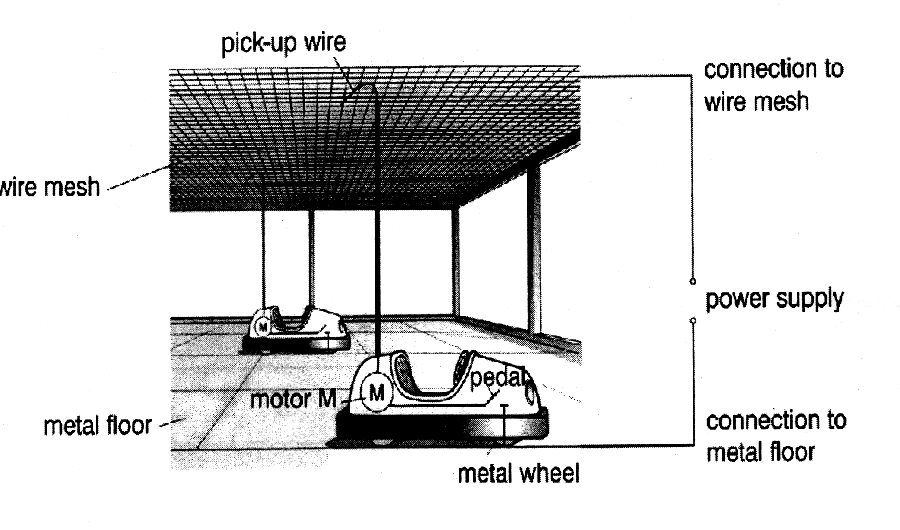 pick-up wire
connection to
wire mesh
wire mesh
power supply
M
M
pedal
motor M
metal floor
connection to
metal floor
metal wheel